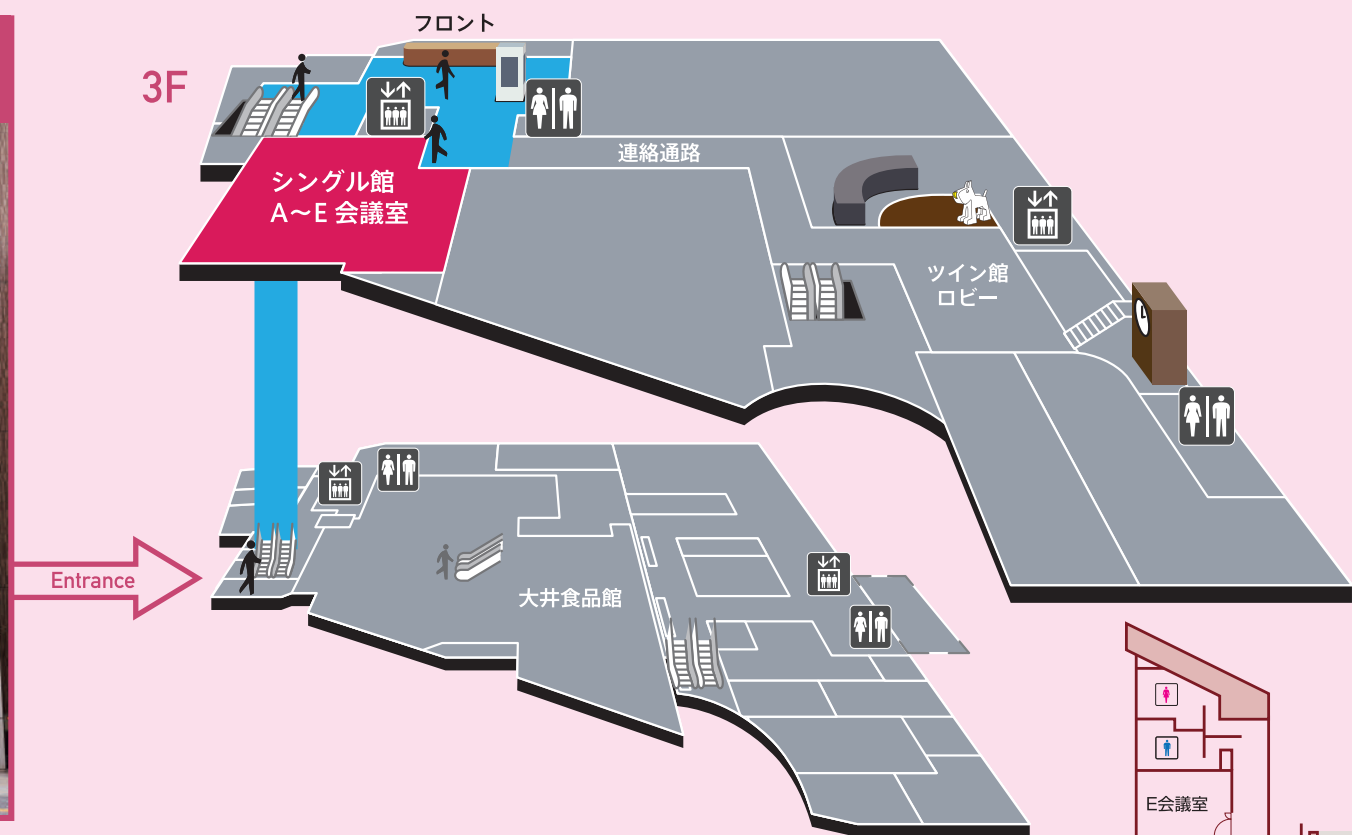 フロント
3F
連絡通路
シングル館
A～E 会議室
ツイン館
ロビー
Entrance
大井食品館
E会議室